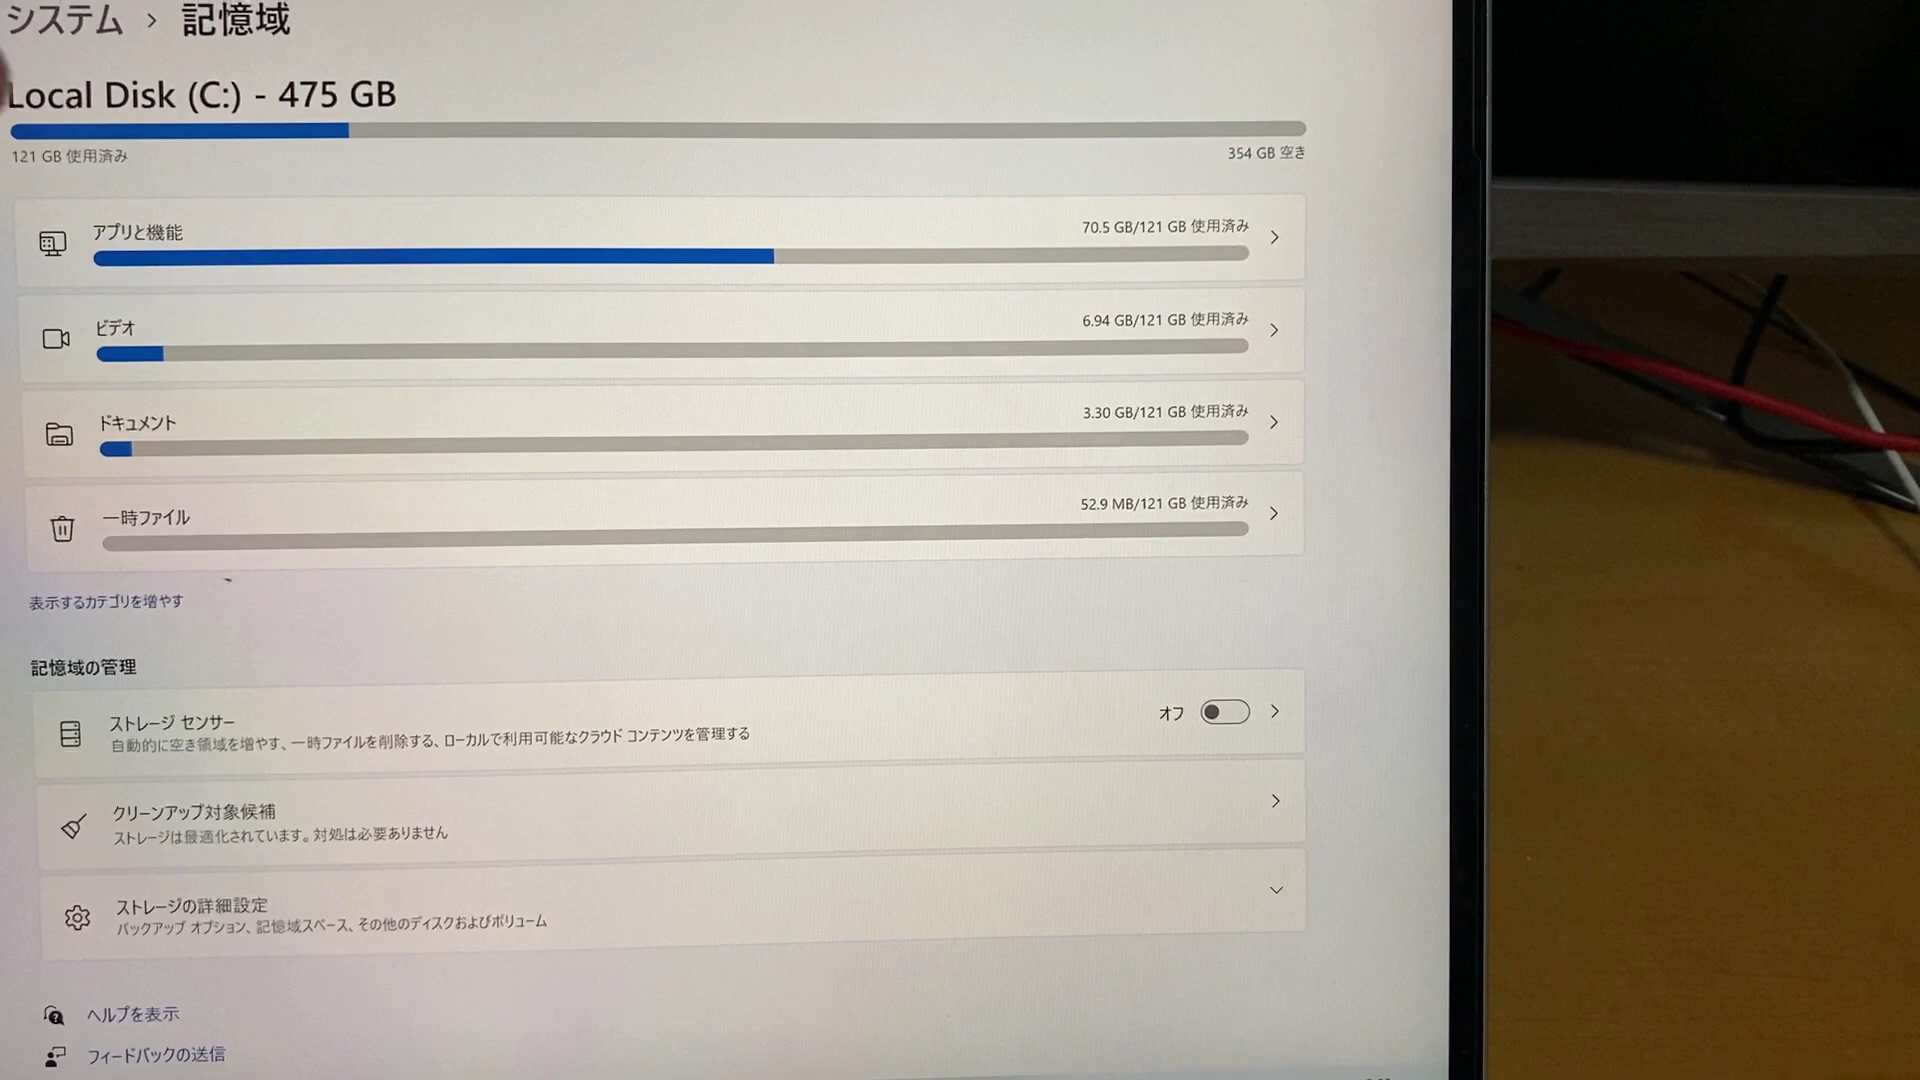 システム › 記憶域
Local Disk (C:) - 475 GB
121 GB 使用済み
354 GB 空き
アプリと機能
70.5 GB/121 GB 使用済み
ビデオ
6.94 GB/121 GB 使用済み
ドキュメント
3.30 GB/121 GB 使用済み
一時ファイル
52.9 MB/121 GB 使用済み
表示するカテゴリを増やす
記憶域の管理
ストレージ センサー
オフ
自動的に空き領域を増やす、一時ファイルを削除する、ローカルで利用可能なクラウド コンテンツを管理する
クリーンアップ対象候補
ストレージは最適化されています。対処は必要ありません
ストレージの詳細設定
バックアップ オプション、記憶域スペース、その他のディスクおよびボリューム
ヘルプを表示
フィードバックの送信